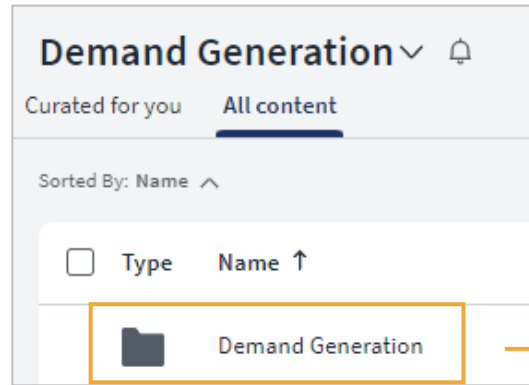 Demand Generation
Curated for you All content
Sorted By: Name
Type Name ↑
Demand Generation